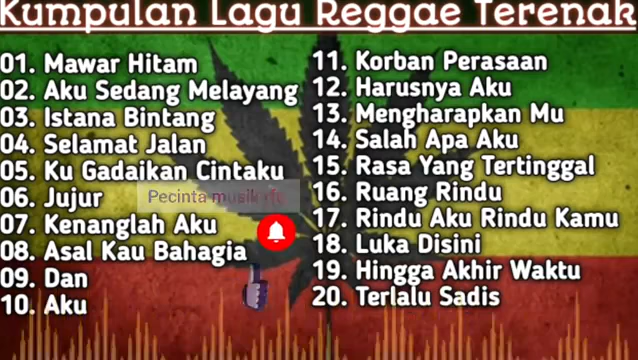 Kumpulan Lagu Reggae Terenak
01. Mawar Hitam
02. Aku Sedang Melayang
03. Istana Bintang
04. Selamat Jalan
05. Ku Gadaikan Cintaku
06. Jujur
07. Kenanglah Aku
08. Asal Kau Bahagia
09. Dan
10. Aku
11. Korban Perasaan
12. Harusnya Aku
13. Mengharapkan Mu
14. Salah Apa Aku
15. Rasa Yang Tertinggal
16. Ruang Rindu
17. Rindu Aku Rindu Kamu
18. Luka Disini
19. Hingga Akhir Waktu
20. Terlalu Sadis
Pecinta musik